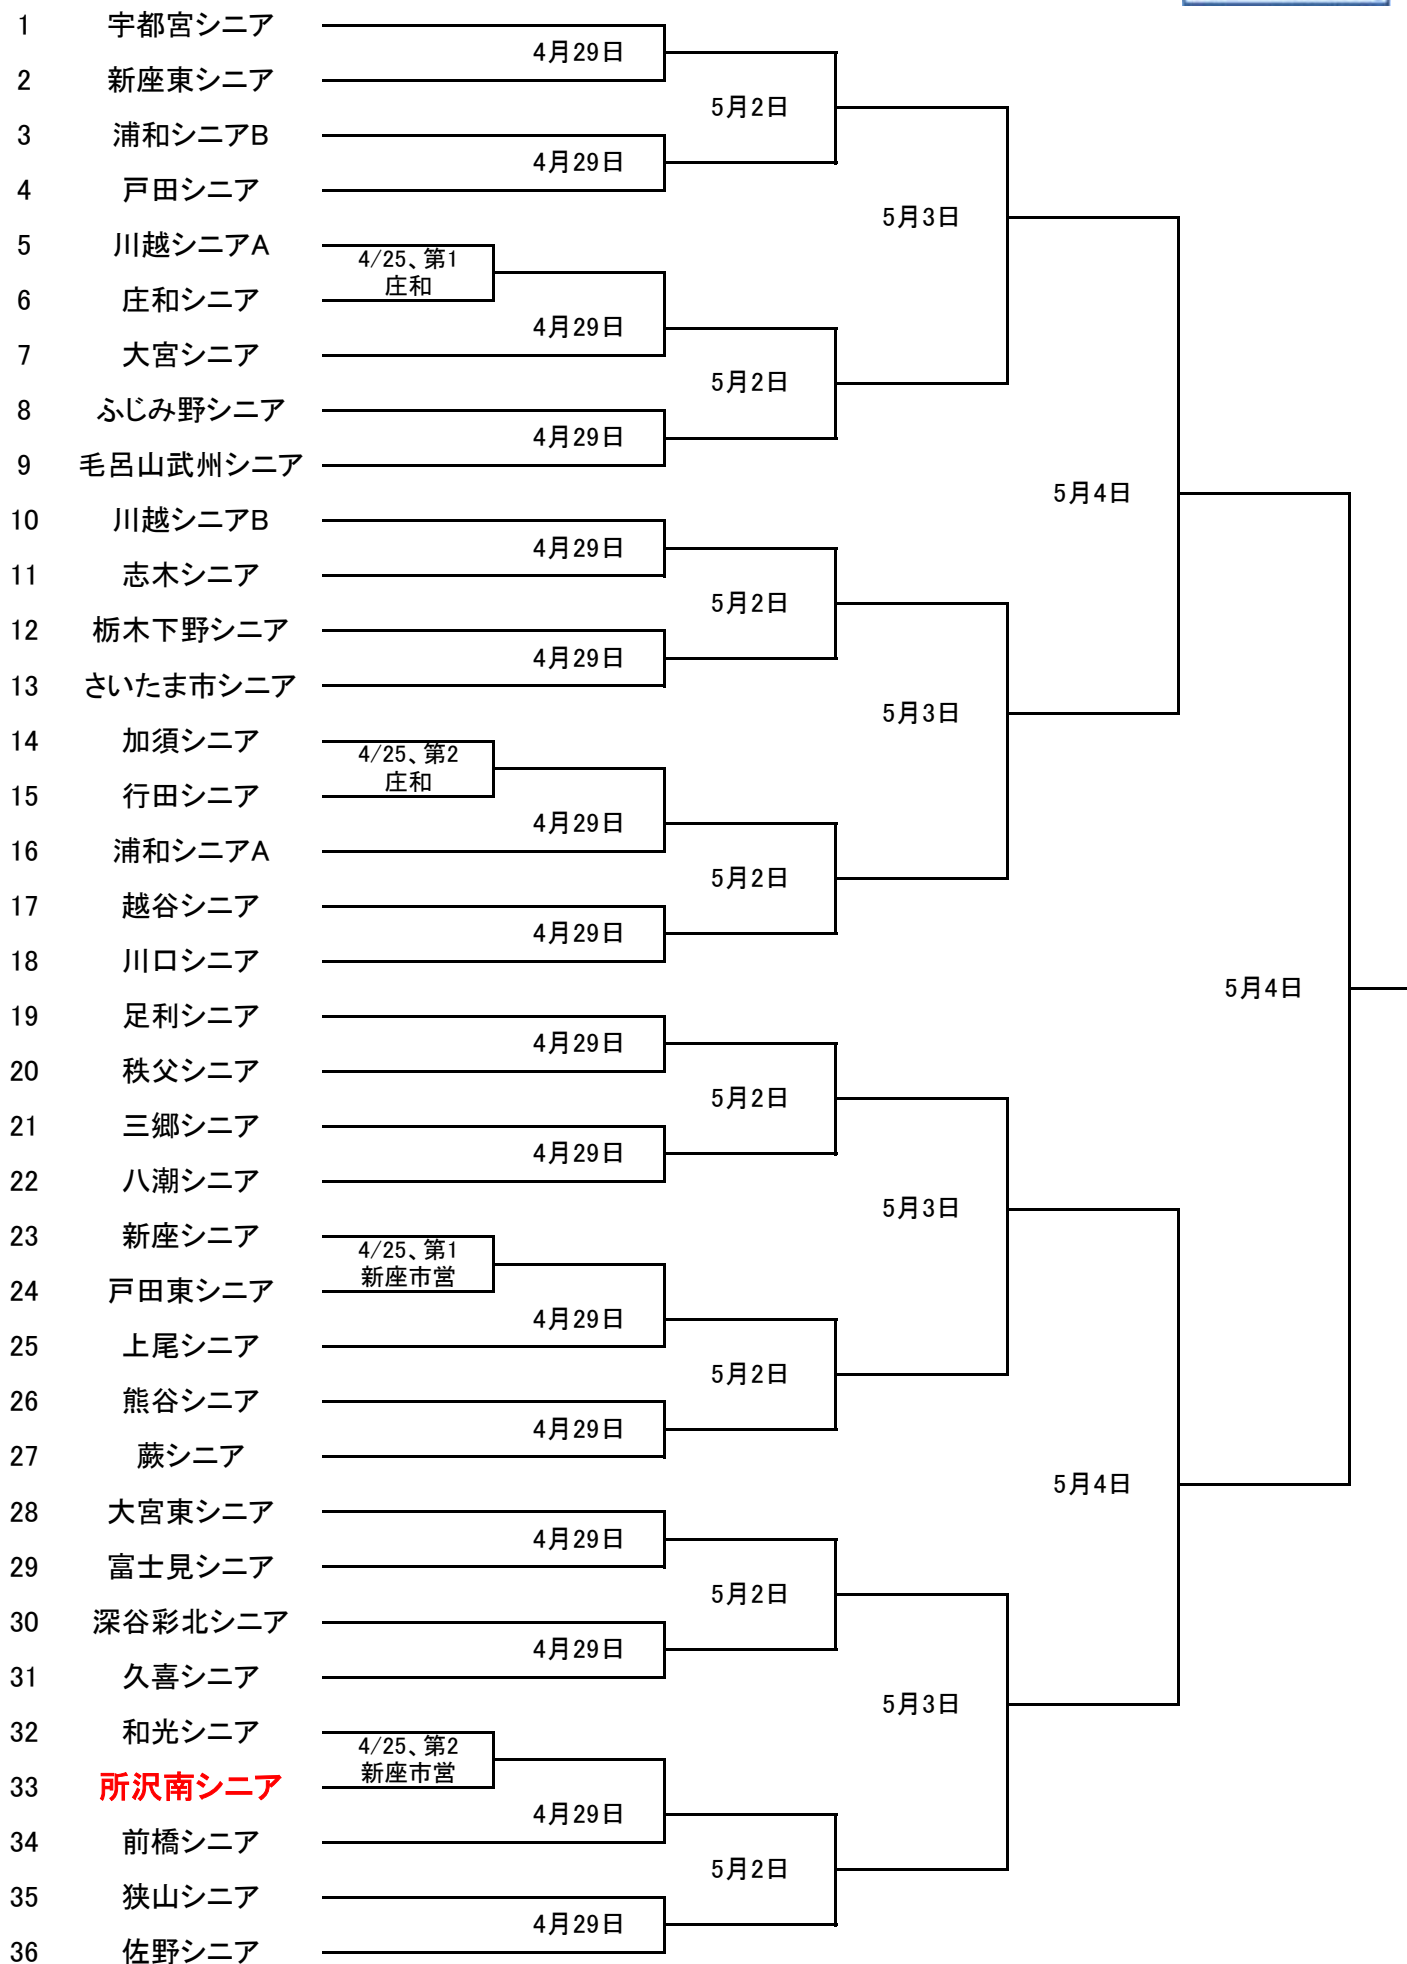 1 宇都宮シニア
4月29日
2 新座東シニア
5月2日
3 浦和シニアB
4月29日
4 戸田シニア
5月3日
5 川越シニアA
4/25、第1
庄和
6 庄和シニア
4月29日
7 大宮シニア
5月2日
8 ふじみ野シニア
4月29日
9 毛呂山武州シニア
5月4日
10 川越シニアB
4月29日
11 志木シニア
5月2日
12 栃木下野シニア
4月29日
13 さいたま市シニア
5月3日
14 加須シニア
4/25、第2
庄和
15 行田シニア
4月29日
16 浦和シニアA
5月2日
17 越谷シニア
4月29日
18 川口シニア
5月4日
19 足利シニア
4月29日
20 秩父シニア
5月2日
21 三郷シニア
4月29日
22 八潮シニア
5月3日
23 新座シニア
4/25、第1
新座市営
24 戸田東シニア
4月29日
25 上尾シニア
5月2日
26 熊谷シニア
4月29日
27 蕨シニア
5月4日
28 大宮東シニア
4月29日
29 富士見シニア
5月2日
30 深谷彩北シニア
4月29日
31 久喜シニア
5月3日
32 和光シニア
4/25、第2
新座市営
33 所沢南シニア
4月29日
34 前橋シニア
5月2日
35 狭山シニア
4月29日
36 佐野シニア